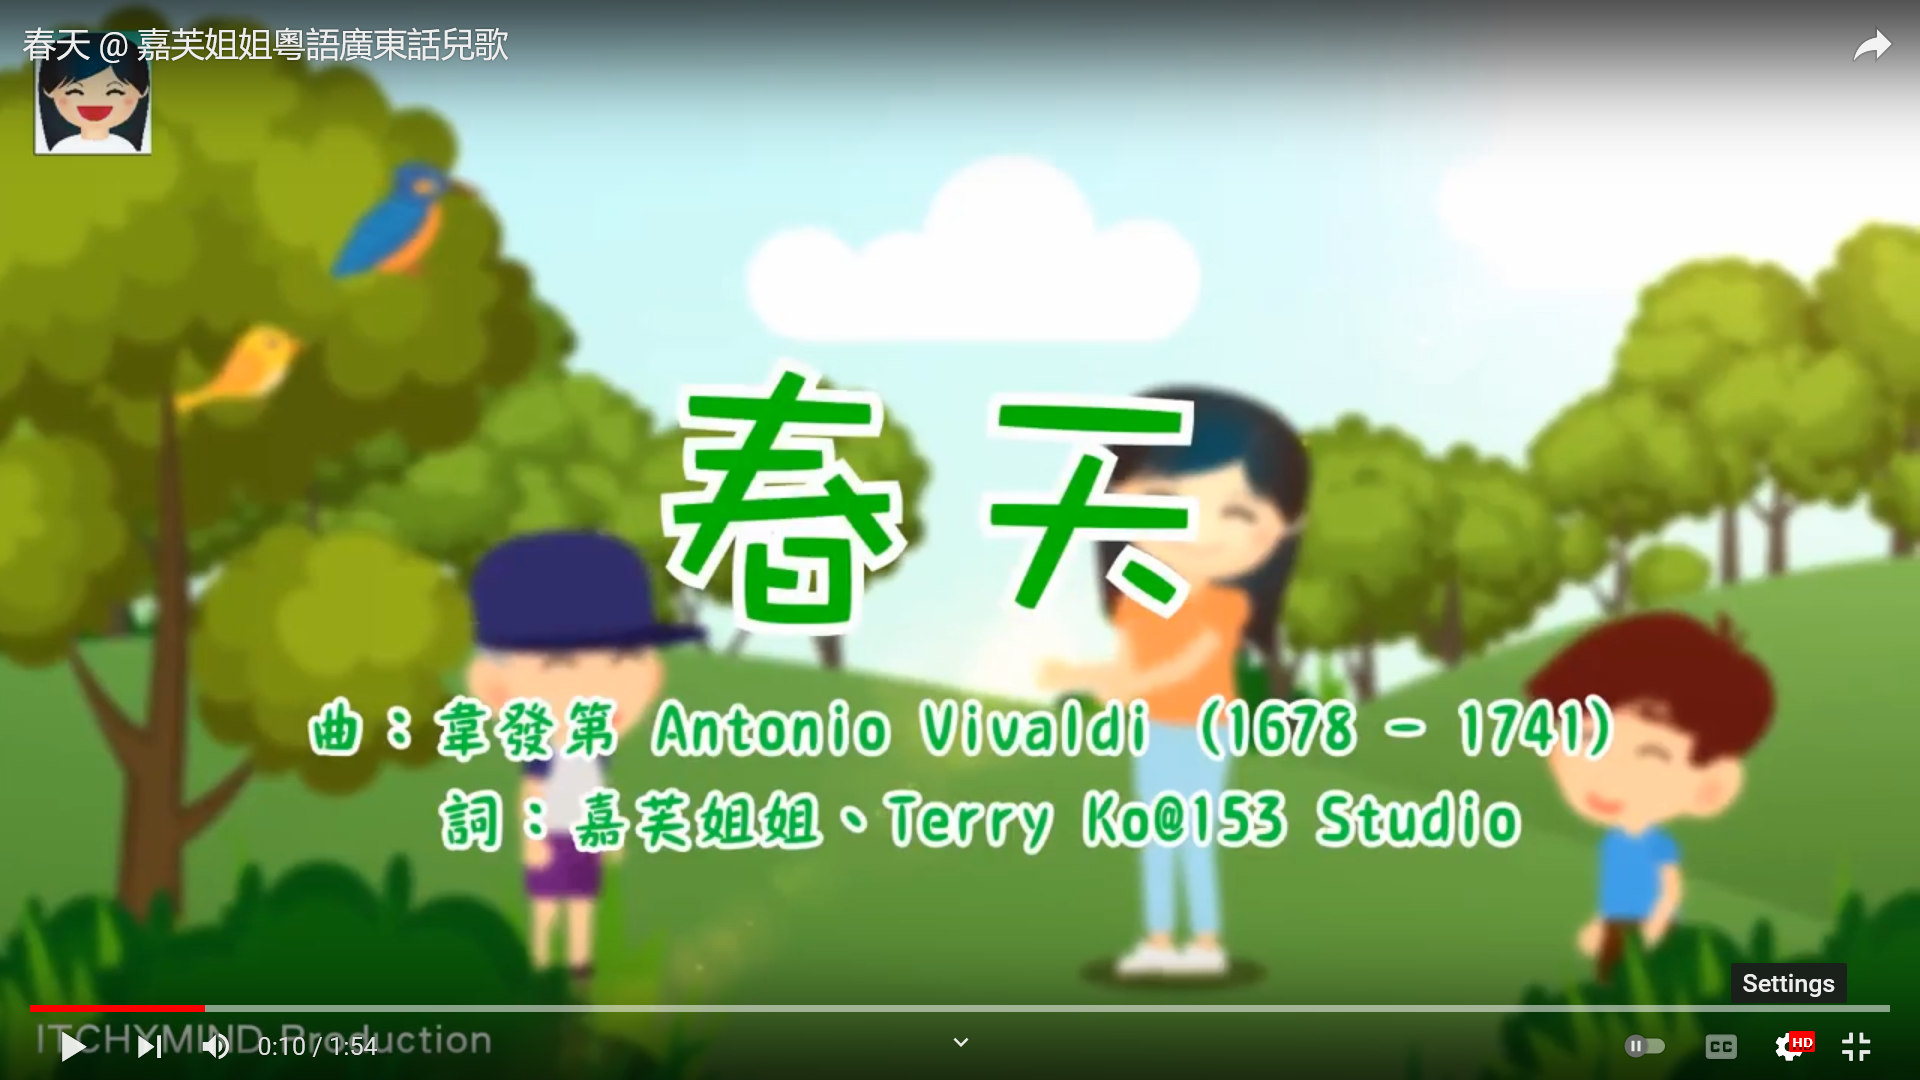 春天 @ 嘉芙姐姐粵語廣東話兒歌
春天
曲：韋發第 Antonio Vivaldi (1678 - 1741)
詞：嘉芙姐姐、Terry Ko@153 Studio
Settings
ITCHYMIND Production
0:10 / 1:54
CC
HD